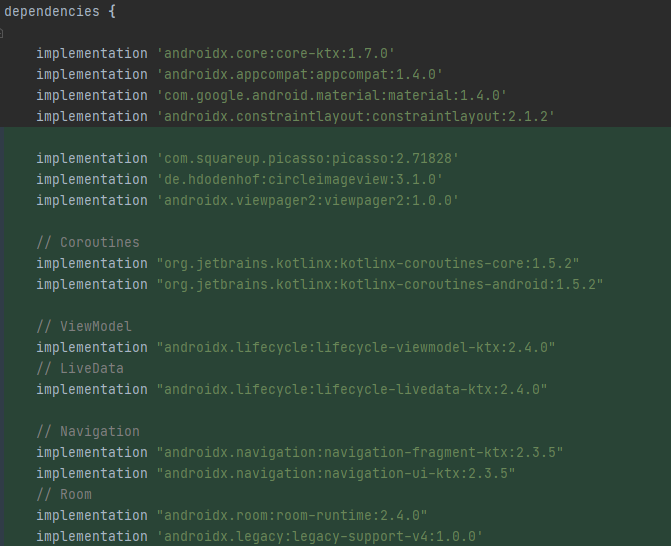 dependencies {
implementation 'androidx.core:core-ktx:1.7.0'
implementation 'androidx.appcompat:appcompat:1.4.0'
implementation 'com.google.android.material:material:1.4.0'
implementation 'androidx.constraintlayout:constraintlayout:2.1.2'
implementation 'com.squareup.picasso:picasso:2.71828'
implementation 'de.hdodenhof:circleimageview:3.1.0'
implementation 'androidx.viewpager2:viewpager2:1.0.0'
// Coroutines
implementation "org.jetbrains.kotlinx:kotlinx-coroutines-core:1.5.2"
implementation "org.jetbrains.kotlinx:kotlinx-coroutines-android:1.5.2"
// ViewModel
implementation "androidx.lifecycle:lifecycle-viewmodel-ktx:2.4.0"
// LiveData
implementation "androidx.lifecycle:lifecycle-livedata-ktx:2.4.0"
// Navigation
implementation "androidx.navigation:navigation-fragment-ktx:2.3.5"
implementation "androidx.navigation:navigation-ui-ktx:2.3.5"
// Room
implementation "androidx.room:room-runtime:2.4.0"
implementation 'androidx.legacy:legacy-support-v4:1.0.0'